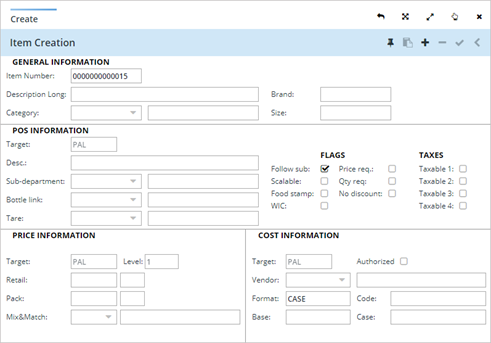 Create
Item Creation
GENERAL INFORMATION
Item Number: 0000000000015
Description Long: Brand:
Category: Size:
POS INFORMATION
Target: PAL
FLAGS TAXES
Desc.:
Follow sub: Price req.: Taxable 1:
Sub-department: Scalable: Qty req: Taxable 2:
Bottle link: Food stamp: No discount: Taxable 3:
WIC: Taxable 4:
Tare:
PRICE INFORMATION
Target: PAL Level: 1
Retail:
Pack:
Mix&Match:
COST INFORMATION
Target: PAL Authorized
Vendor:
Format: CASE Code:
Base: Case: